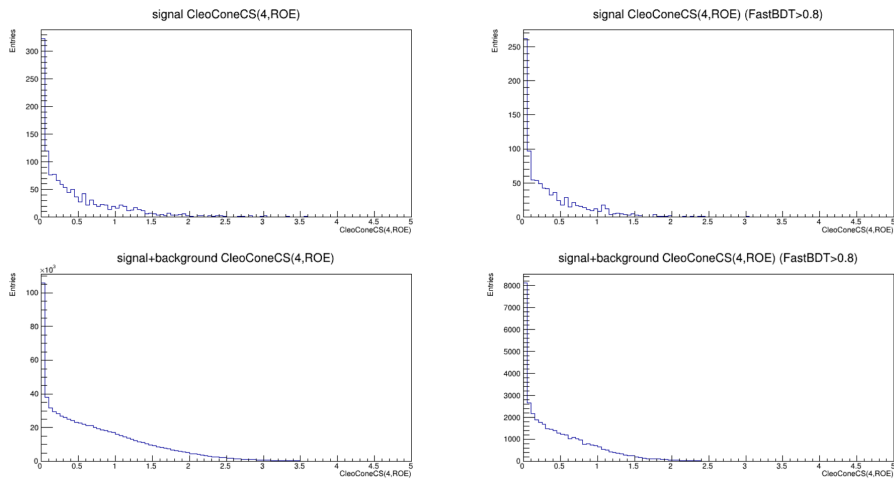 signal CleoConeCS(4,ROE)
Entries
300
250
200
150
100
50
0
0 0.5 1 1.5 2 2.5 3 3.5 4 4.5 5
CleoConeCS(4,ROE)
signal CleoConeCS(4,ROE) (FastBDT>0.8)
Entries
250
200
150
100
50
0
0 0.5 1 1.5 2 2.5 3 3.5 4 4.5 5
CleoConeCS(4,ROE)
signal+background CleoConeCS(4,ROE)
×10³
Entries
100
80
60
40
20
0
0 0.5 1 1.5 2 2.5 3 3.5 4 4.5 5
CleoConeCS(4,ROE)
signal+background CleoConeCS(4,ROE) (FastBDT>0.8)
Entries
8000
7000
6000
5000
4000
3000
2000
1000
0
0 0.5 1 1.5 2 2.5 3 3.5 4 4.5 5
CleoConeCS(4,ROE)